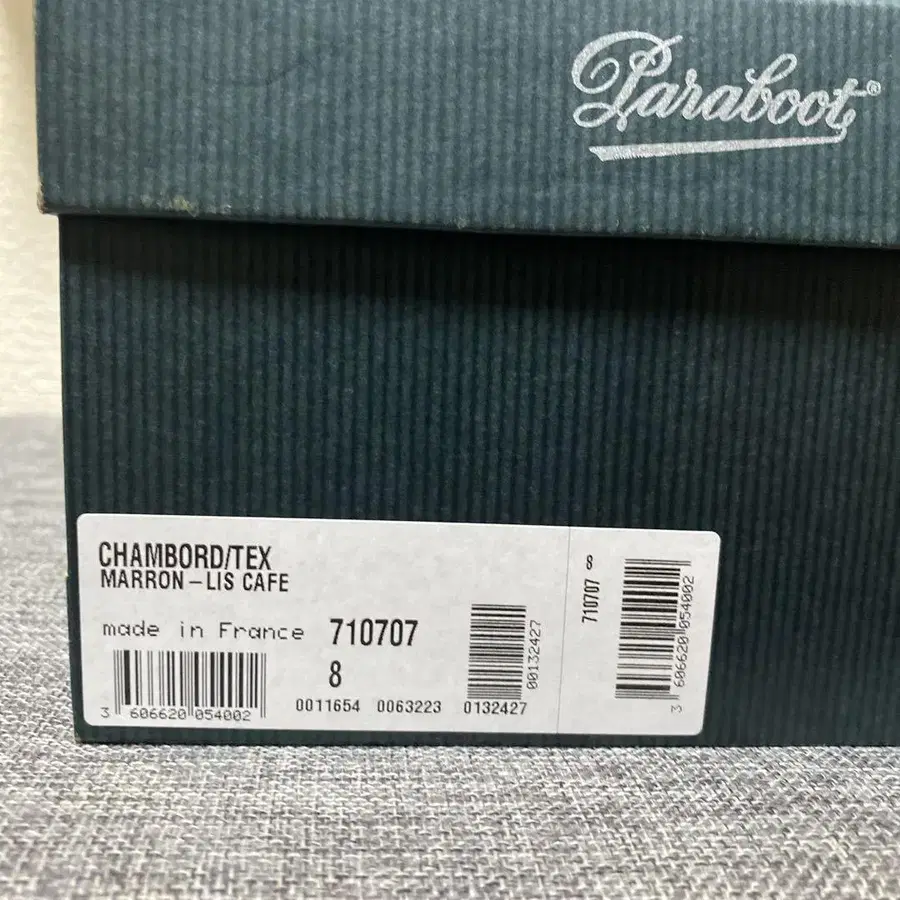 Paraboot®
CHAMBORD/TEX
MARRON-LIS CAFE
made in France 710707
8
0011654 0063223 0132427
3 606620 054002
00132427
710707 8
3 606620 054002